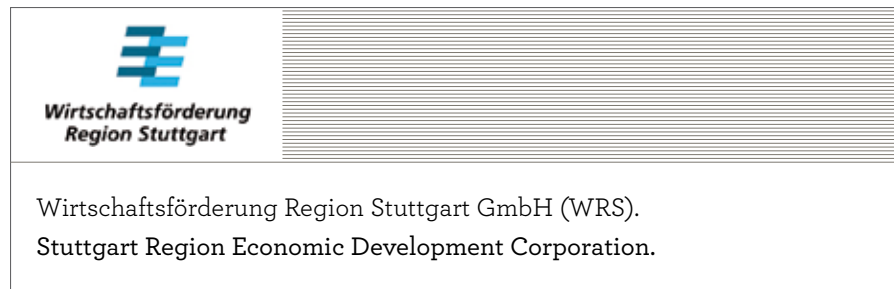 Wirtschaftsförderung
Region Stuttgart
Wirtschaftsförderung Region Stuttgart GmbH (WRS).
Stuttgart Region Economic Development Corporation.